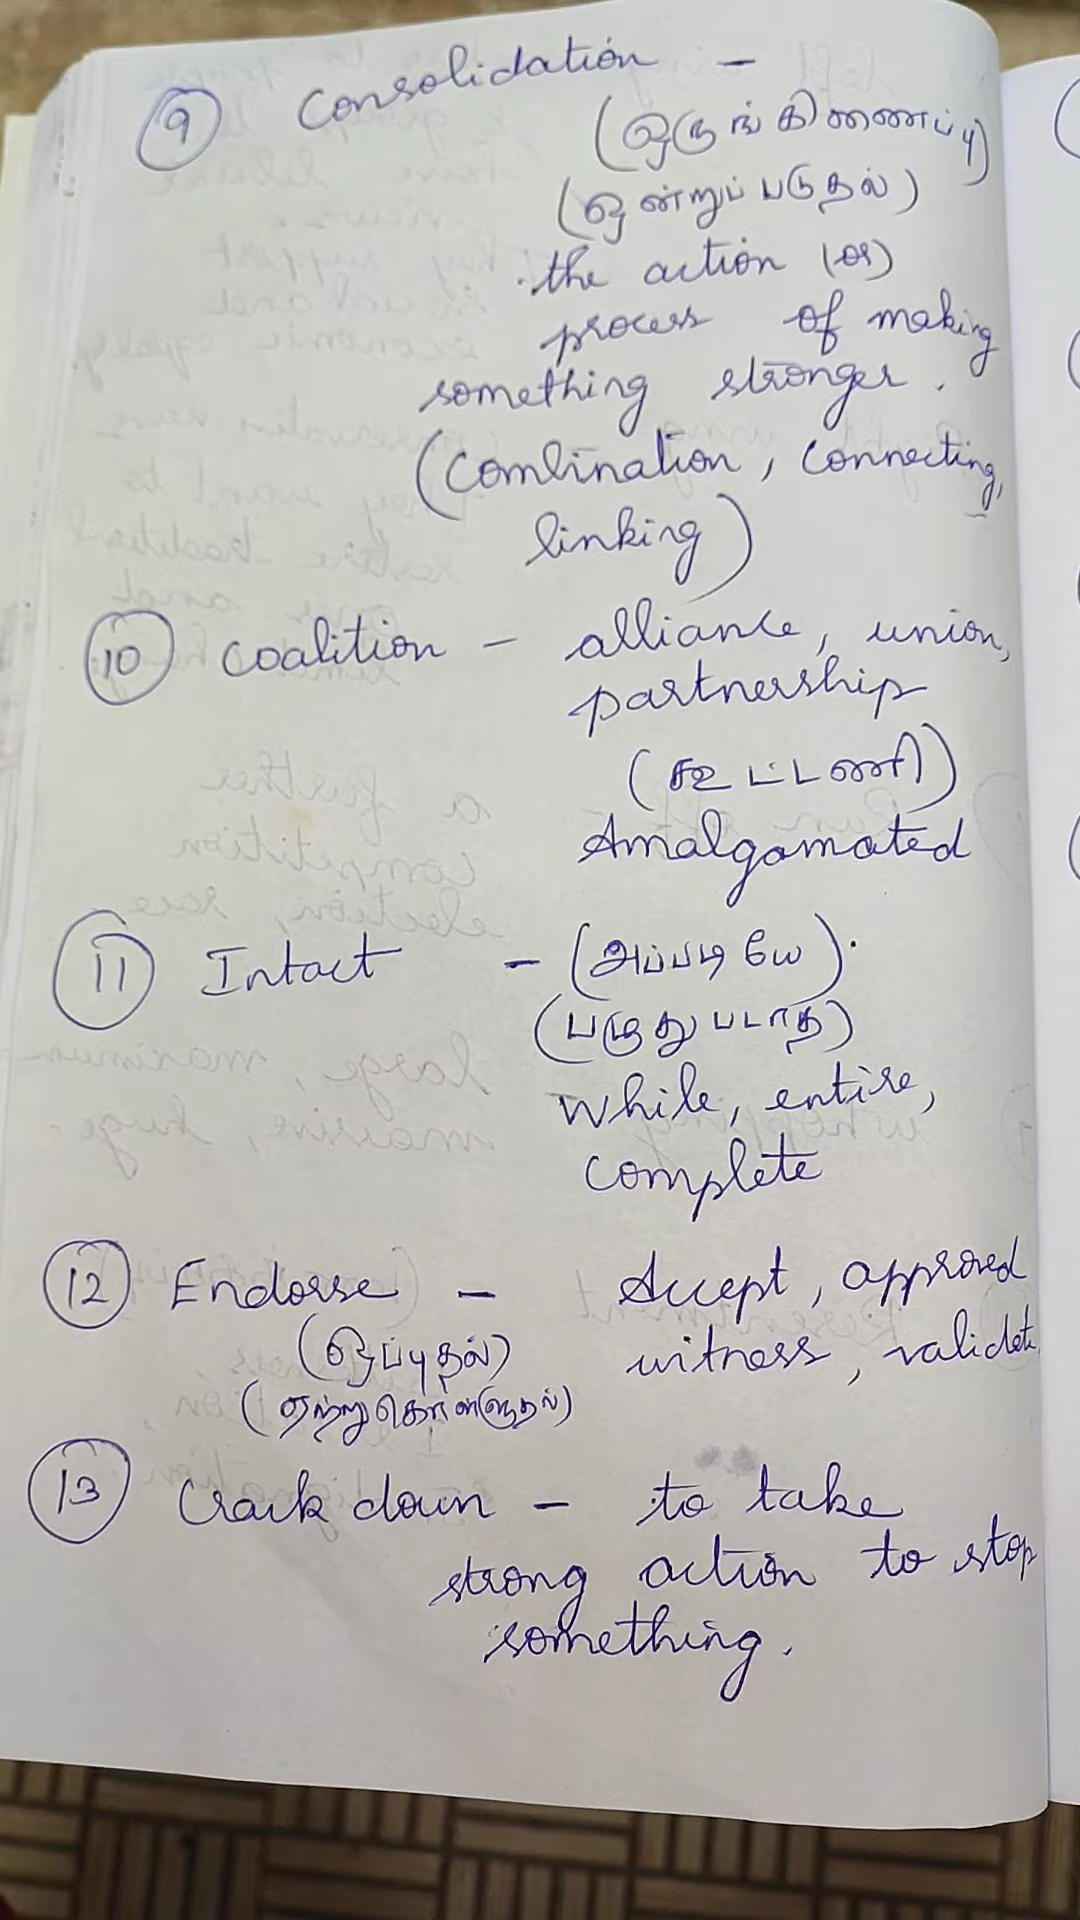 9 Consolidation -
(ஒருங்கிணைப்பு)
(ஒன்றுப்படுதல்)
the action (or)
process of making
something stronger.
(Combination, connecting,
linking)
10 Coalition - alliance, union,
partnership
(கூட்டணி)
Amalgamated
11 Intact - (அப்படியே).
(பழுது படாத)
While, entire,
complete
12 Endorse - Accept, approved
(ஒப்புதல்) witness, validate.
(ஏற்றுகொள்ளுதல்)
13 Crack down - to take
strong action to stop
something.